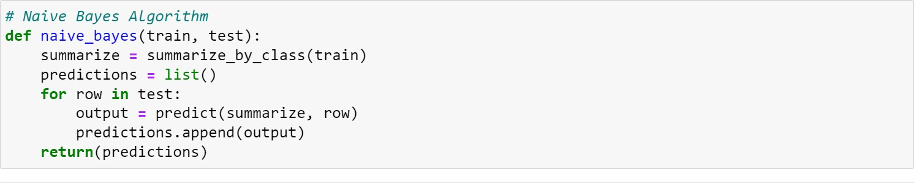 # Naive Bayes Algorithm
def naive_bayes(train, test):
    summarize = summarize_by_class(train)
    predictions = list()
    for row in test:
        output = predict(summarize, row)
        predictions.append(output)
    return(predictions)